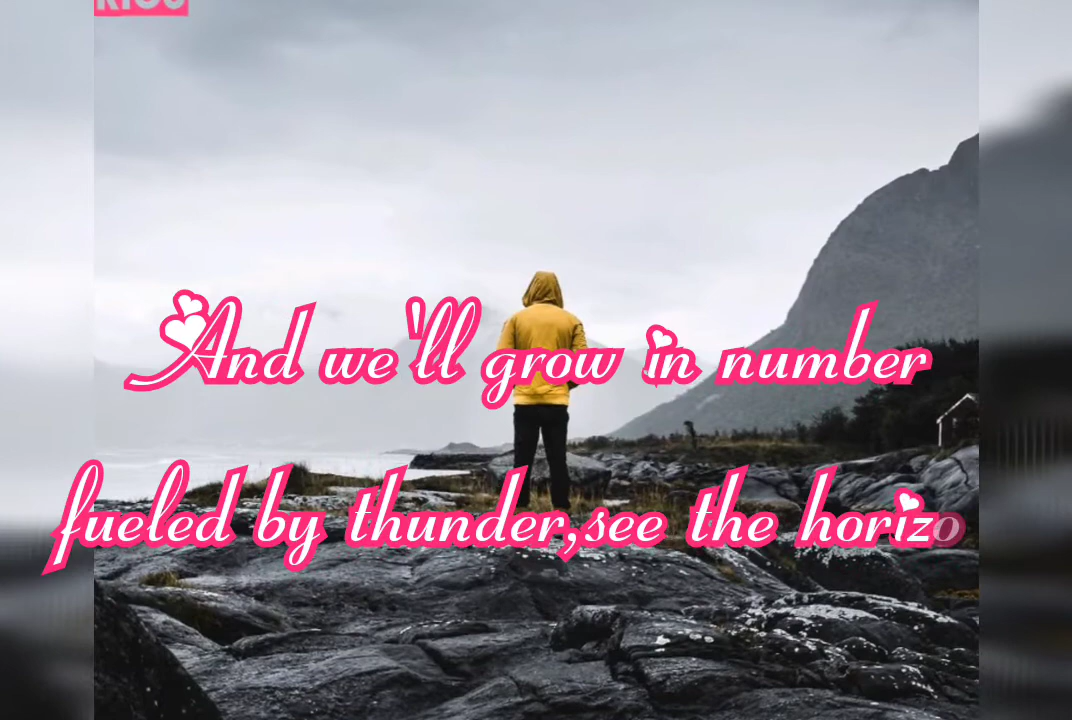 And we'll grow in number
fueled by thunder,see the horizo